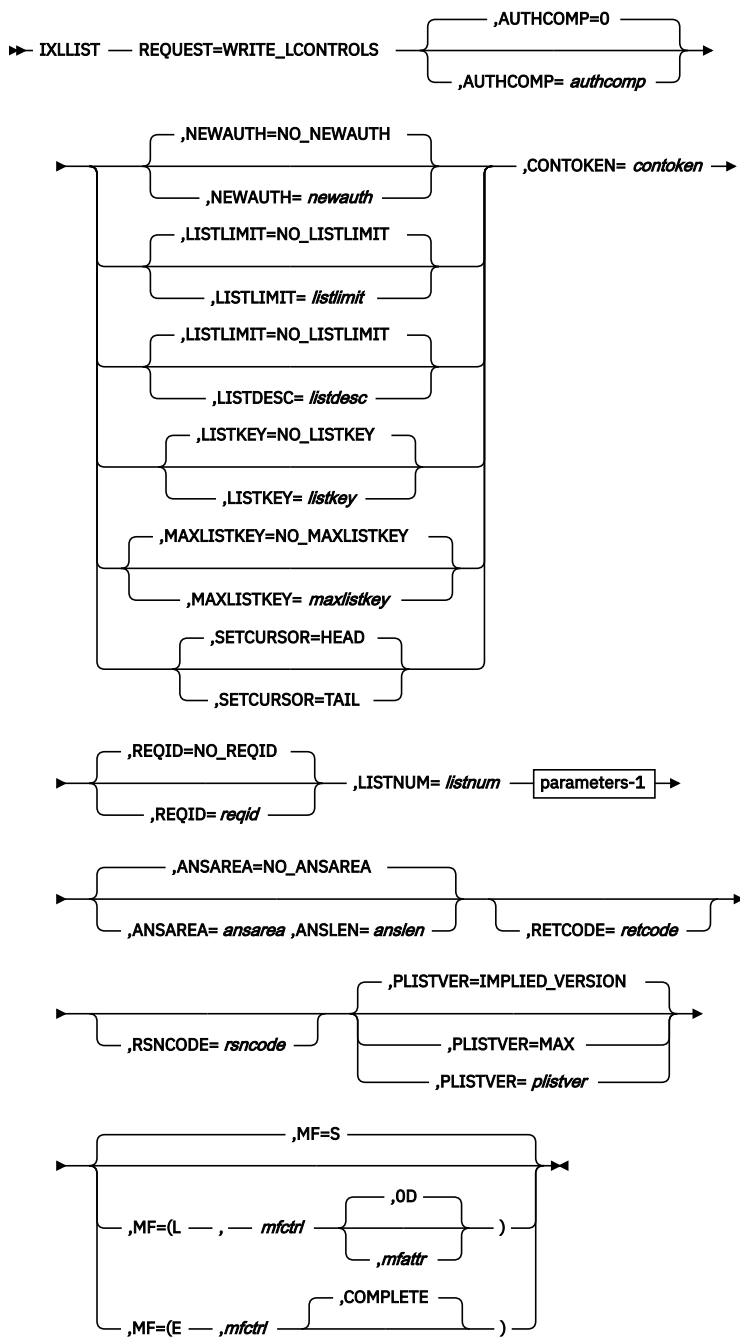 ,AUTHCOMP=0
IXLLIST REQUEST=WRITE_LCONTROLS
,AUTHCOMP= authcomp
,NEWAUTH=NO_NEWAUTH
,CONTOKEN= contoken
,NEWAUTH= newauth
,LISTLIMIT=NO_LISTLIMIT
,LISTLIMIT= listlimit
,LISTLIMIT=NO_LISTLIMIT
,LISTDESC= listdesc
,LISTKEY=NO_LISTKEY
,LISTKEY= listkey
,MAXLISTKEY=NO_MAXLISTKEY
,MAXLISTKEY= maxlistkey
,SETCURSOR=HEAD
,SETCURSOR=TAIL
,REQID=NO_REQID
,LISTNUM= listnum parameters-1
,REQID= reqid
,ANSAREA=NO_ANSAREA
,ANSAREA= ansarea ,ANSLEN= anslen
,RETCODE= retcode
,PLISTVER=IMPLIED_VERSION
,RSNCODE= rsncode
,PLISTVER=MAX
,PLISTVER= plistver
,MF=S
,0D
,MF=(L , mfctrl )
,mfattr
,COMPLETE
,MF=(E ,mfctrl )